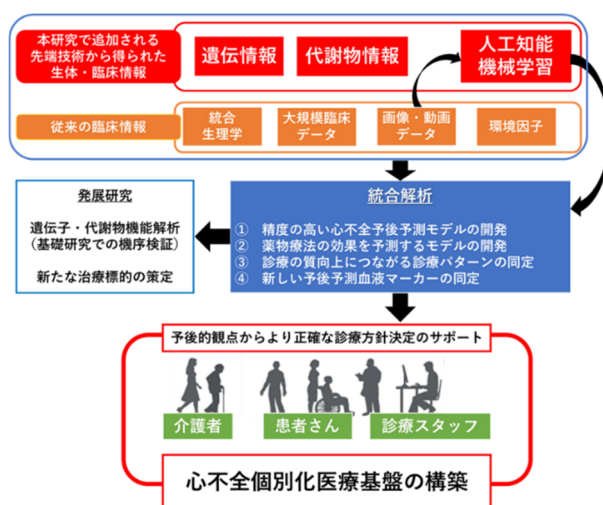 本研究で追加される
先端技術から得られた
生体・臨床情報
遺伝情報
代謝物情報
人工知能
機械学習
従来の臨床情報
統合
生理学
大規模臨床
データ
画像・動画
データ
環境因子
発展研究
遺伝子・代謝物機能解析
(基礎研究での機序検証)
新たな治療標的の策定
統合解析
① 精度の高い心不全予後予測モデルの開発
② 薬物療法の効果を予測するモデルの開発
③ 診療の質向上につながる診療パターンの同定
④ 新しい予後予測血液マーカーの同定
予後的観点からより正確な診療方針決定のサポート
介護者
患者さん
診療スタッフ
心不全個別化医療基盤の構築